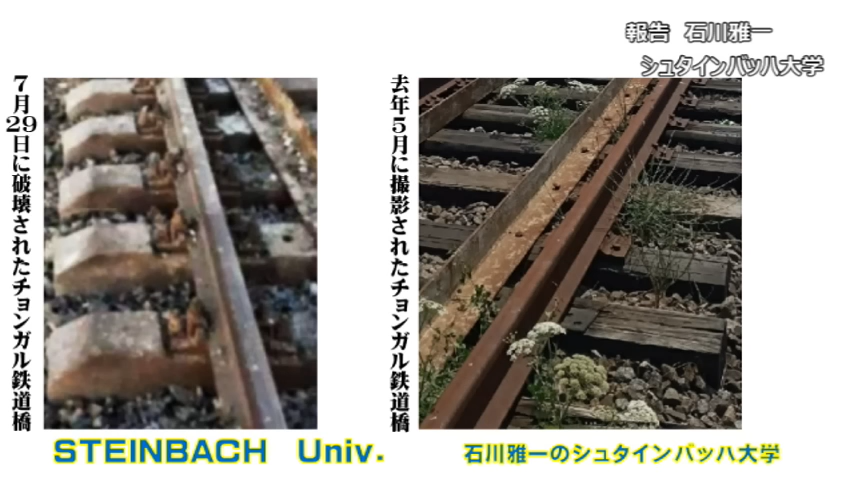 報告　石川雅一
シュタインバッハ大学
7月29日に破壊されたチョンガル鉄道橋
去年5月に撮影されたチョンガル鉄道橋
STEINBACH　Univ.
石川雅一のシュタインバッハ大学